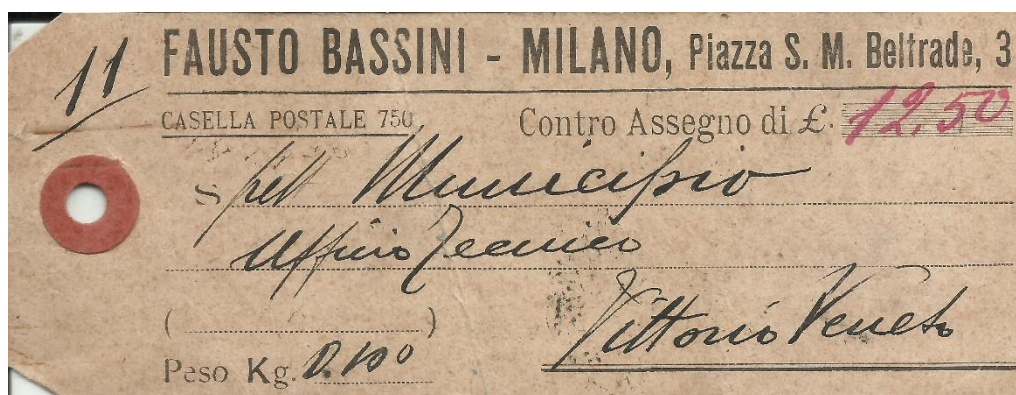 11
FAUSTO BASSINI - MILANO, Piazza S. M. Beltrade, 3
CASELLA POSTALE 750
Contro Assegno di £. 12.50
S pett Municipio
Ufficio Tecnico
(                    )
Vittorio Veneto
Peso Kg. 0.100